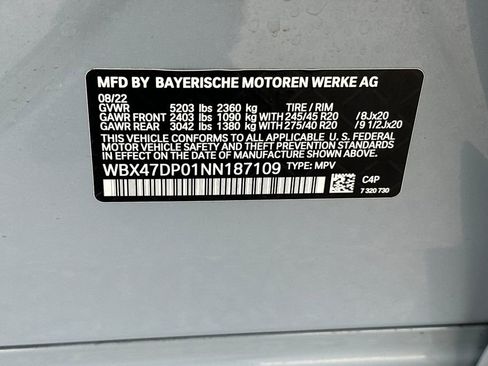 MFD BY BAYERISCHE MOTOREN WERKE AG
08/22
GVWR 5203 lbs 2360 kg TIRE / RIM
GAWR FRONT 2403 lbs 1090 kg WITH 245/45 R20 /8Jx20
GAWR REAR 3042 lbs 1380 kg WITH 275/40 R20 /9 1/2Jx20
THIS VEHICLE CONFORMS TO ALL APPLICABLE U.S. FEDERAL
MOTOR VEHICLE SAFETY AND THEFT PREVENTION STANDARDS
IN EFFECT ON THE DATE OF MANUFACTURE SHOWN ABOVE.
WBX47DP01NN187109 TYPE: MPV
C4P
7 320 730